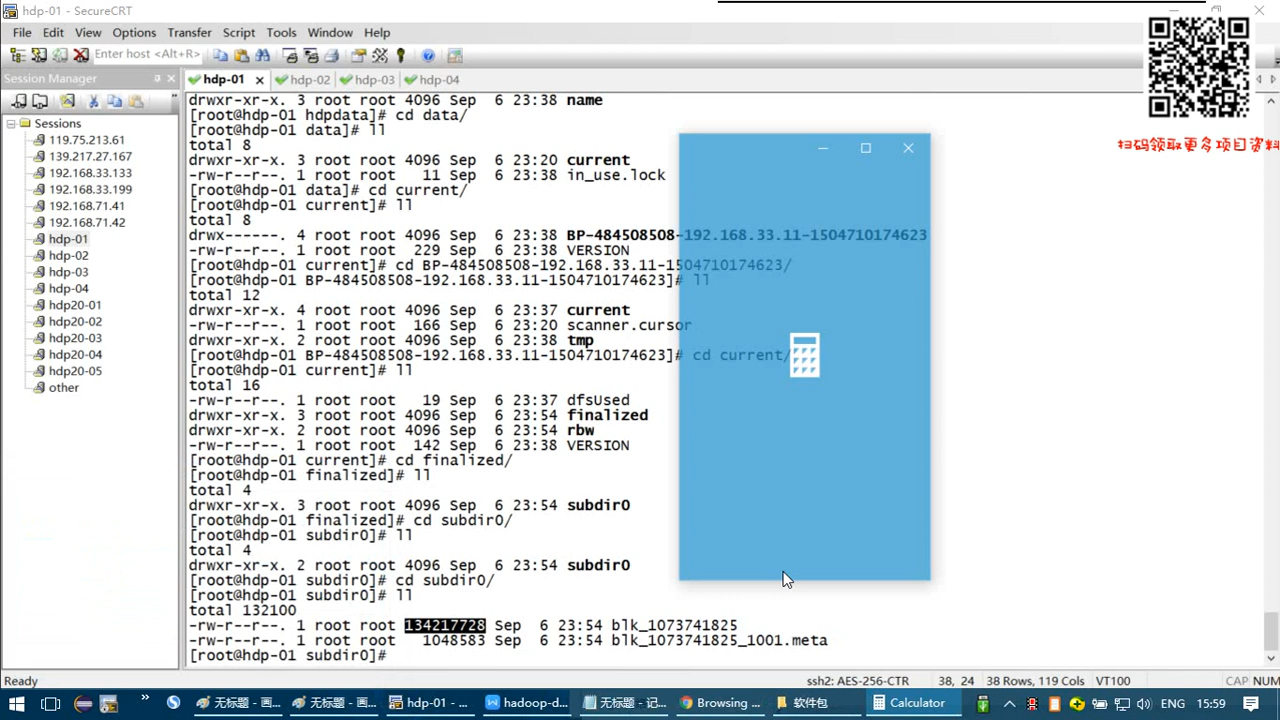 hdp-01 - SecureCRT
File Edit View Options Transfer Script Tools Window Help
Enter host <Alt+R>
Session Manager
hdp-01 hdp-02 hdp-03 hdp-04
扫码领取更多项目资料
Sessions
119.75.213.61
139.217.27.167
192.168.33.133
192.168.33.199
192.168.71.41
192.168.71.42
hdp-01
hdp-02
hdp-03
hdp-04
hdp20-01
hdp20-02
hdp20-03
hdp20-04
hdp20-05
other
drwxr-xr-x. 3 root root 4096 Sep 6 23:38 name
[root@hdp-01 hdpdata]# cd data/
[root@hdp-01 data]# ll
total 8
drwxr-xr-x. 3 root root 4096 Sep 6 23:20 current
-rw-r--r--. 1 root root 11 Sep 6 23:38 in_use.lock
[root@hdp-01 data]# cd current/
[root@hdp-01 current]# ll
total 8
drwx------. 4 root root 4096 Sep 6 23:38 BP-484508508-192.168.33.11-1504710174623
-rw-r--r--. 1 root root 229 Sep 6 23:38 VERSION
[root@hdp-01 current]# cd BP-484508508-192.168.33.11-1504710174623/
[root@hdp-01 BP-484508508-192.168.33.11-1504710174623]# ll
total 12
drwxr-xr-x. 4 root root 4096 Sep 6 23:37 current
-rw-r--r--. 1 root root 166 Sep 6 23:20 scanner.cursor
drwxr-xr-x. 2 root root 4096 Sep 6 23:38 tmp
[root@hdp-01 BP-484508508-192.168.33.11-1504710174623]# cd current/
[root@hdp-01 current]# ll
total 16
-rw-r--r--. 1 root root 19 Sep 6 23:37 dfsUsed
drwxr-xr-x. 3 root root 4096 Sep 6 23:54 finalized
drwxr-xr-x. 2 root root 4096 Sep 6 23:54 rbw
-rw-r--r--. 1 root root 142 Sep 6 23:38 VERSION
[root@hdp-01 current]# cd finalized/
[root@hdp-01 finalized]# ll
total 4
drwxr-xr-x. 3 root root 4096 Sep 6 23:54 subdir0
[root@hdp-01 finalized]# cd subdir0/
[root@hdp-01 subdir0]# ll
total 4
drwxr-xr-x. 2 root root 4096 Sep 6 23:54 subdir0
[root@hdp-01 subdir0]# cd subdir0/
[root@hdp-01 subdir0]# ll
total 132100
-rw-r--r--. 1 root root 134217728 Sep 6 23:54 blk_1073741825
-rw-r--r--. 1 root root 1048583 Sep 6 23:54 blk_1073741825_1001.meta
[root@hdp-01 subdir0]#
Ready ssh2: AES-256-CTR 38, 24 38 Rows, 119 Cols VT100 CAP NUM
无标题 - 画... 无标题 - 画... hdp-01 - ... hadoop-d... 无标题 - 记... Browsing ... 软件包 Calculator ENG 15:59